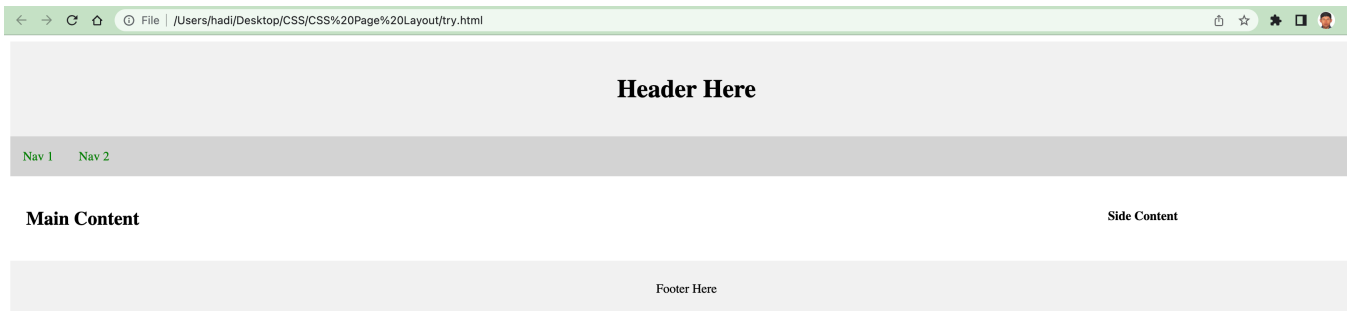 File /Users/hadi/Desktop/CSS/CSS%20Page%20Layout/try.html
Header Here
Nav 1 Nav 2
Main Content Side Content
Footer Here